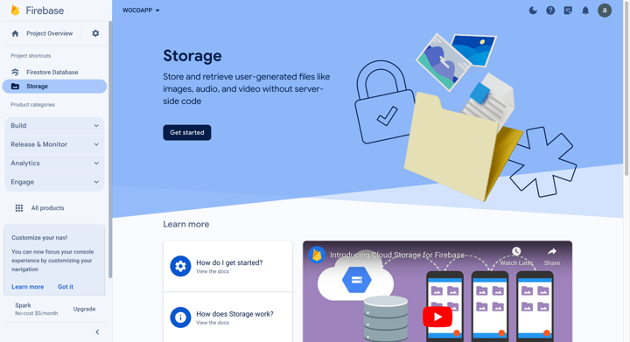 Firebase
WOCOAPP
a
Project Overview
Project shortcuts
Firestore Database
Storage
Product categories
Build
Release & Monitor
Analytics
Engage
All products
Customize your nav!
You can now focus your console
experience by customizing your
navigation
Learn more Got it
Spark
No-cost $0/month
Upgrade
Storage
Store and retrieve user-generated files like
images, audio, and video without server-
side code
Get started
Learn more
How do I get started?
View the docs
How does Storage work?
View the docs
Introducing Cloud Storage for Firebase
Watch Later
Share